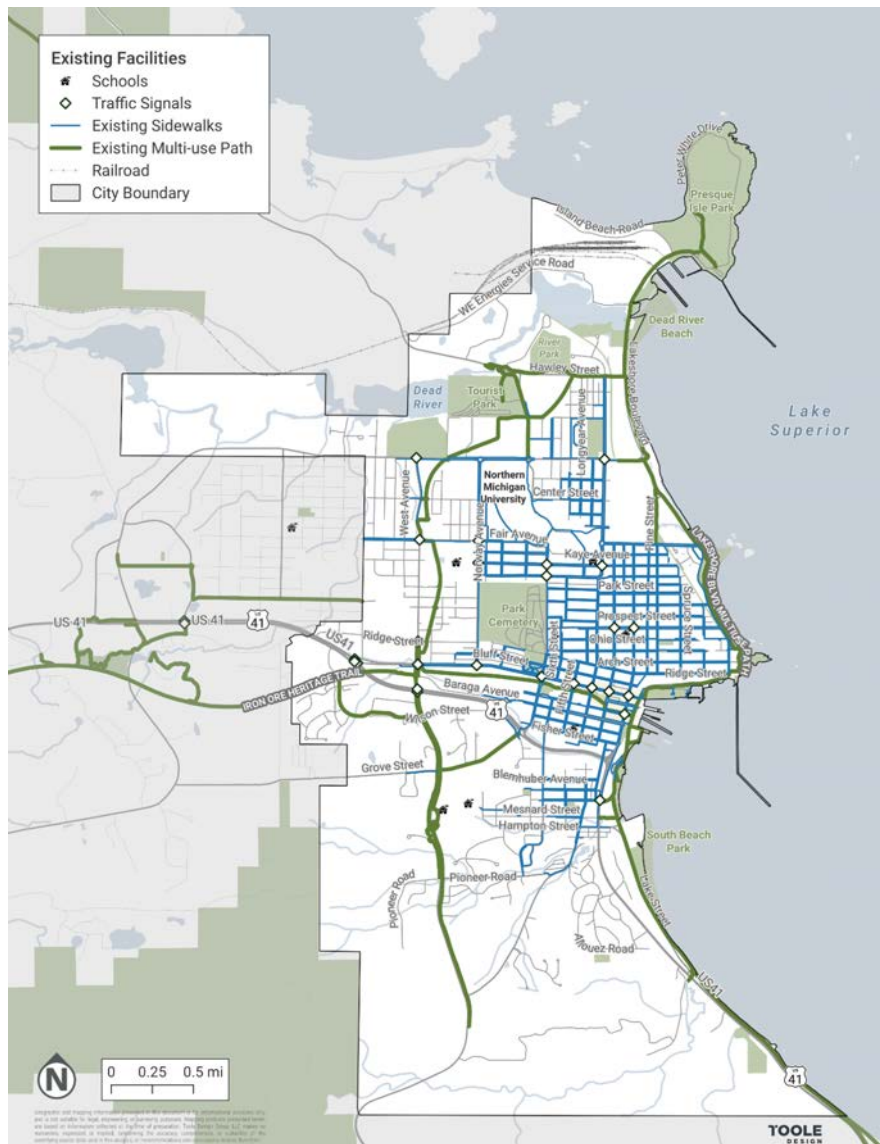 Existing Facilities
Schools
Traffic Signals
Existing Sidewalks
Existing Multi-use Path
Railroad
City Boundary
Peter White Drive
Presque
Isle Park
Island Beach Road
WE Energies Service Road
Dead River
Beach
River
Park
Hawley Street
Lakeshore Boulevard
Dead
River
Tourist
Park
Lake
Superior
Longyear Avenue
Northern
Michigan
University
Center Street
West Avenue
Norway Avenue
Fair Avenue
Pine Street
Kaye Avenue
LAKESHORE BLVD MULTI-USE PATH
Park Street
Park
Cemetery
Prospect Street
Spruce Street
Ohio Street
US 41
US 41
41
US41
Ridge Street
Bluff Street
Sixth Street
Arch Street
Ridge Street
IRON ORE HERITAGE TRAIL
Baraga Avenue
Fifth Street
41
Wilson Street
Fisher Street
Grove Street
Blemhuber Avenue
Mesnard Street
Hampton Street
South Beach
Park
Pioneer Road
Pioneer Road
Lake Street
Allouez Road
US41
41
N
0 0.25 0.5 mi
TOOLE
DESIGN